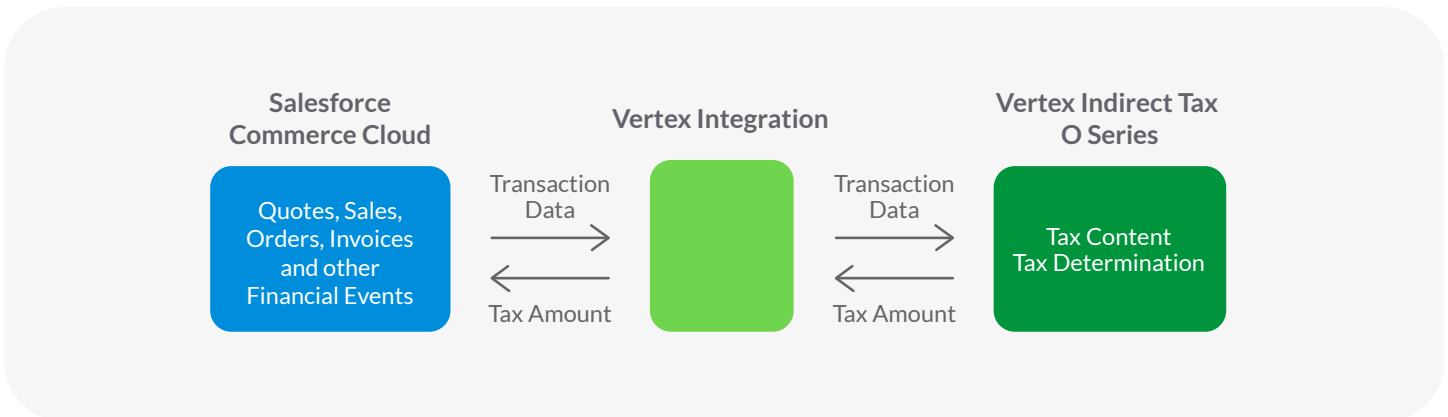 Salesforce
Commerce Cloud
Quotes, Sales,
Orders, Invoices
and other
Financial Events
Transaction
Data
Tax Amount
Vertex Integration
Transaction
Data
Tax Amount
Vertex Indirect Tax
O Series
Tax Content
Tax Determination